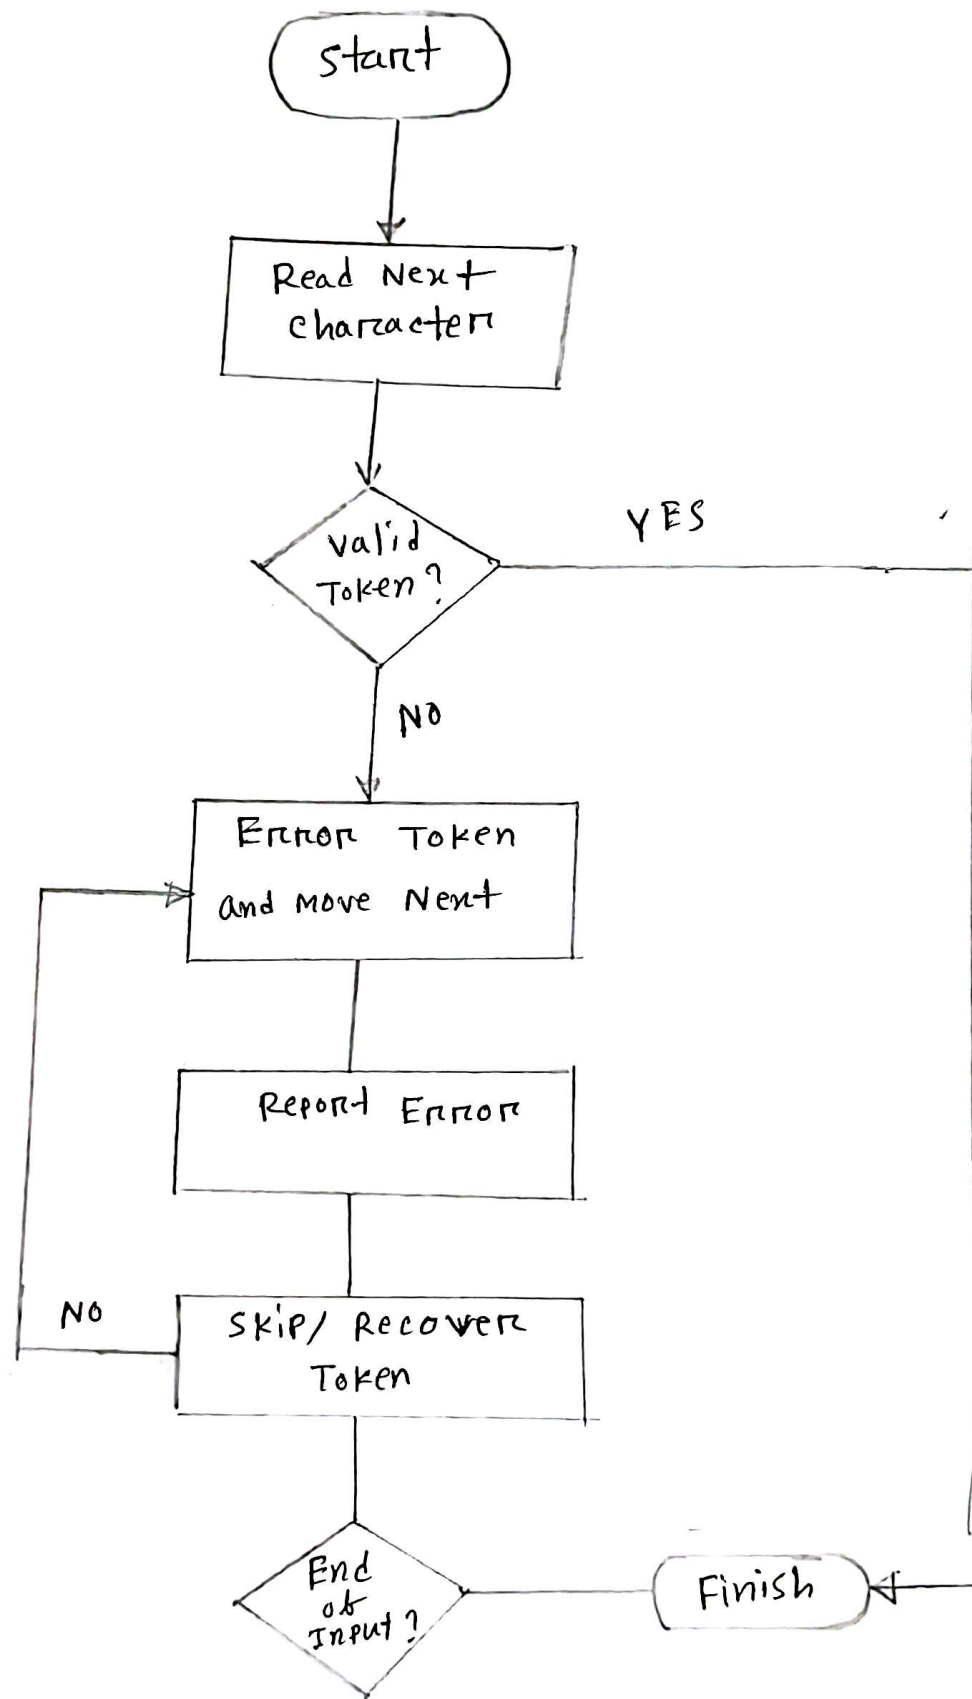 start
Read Next
character
valid
Token?
YES
NO
Error Token
and move Next
Report Error
NO
Skip/ Recover
Token
End
of
Input?
Finish